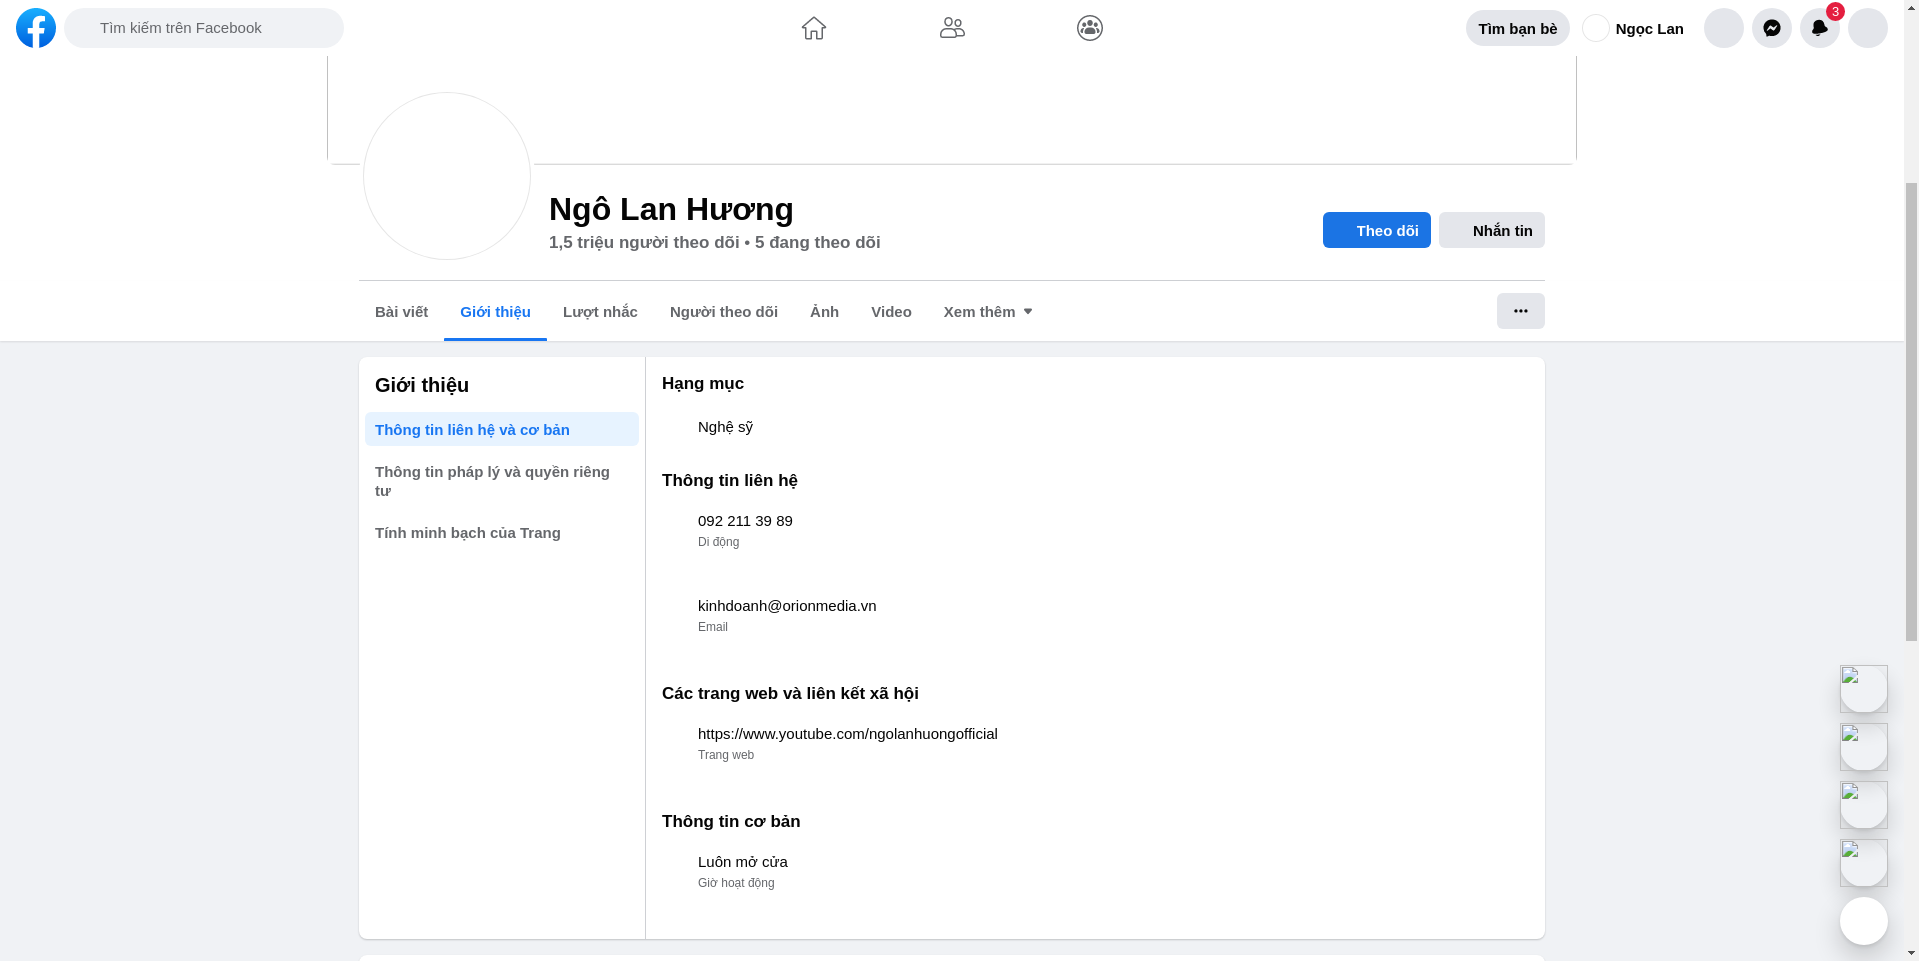 Tìm kiếm trên Facebook
Tìm bạn bè
Ngọc Lan
3
Ngô Lan Hương
1,5 triệu người theo dõi • 5 đang theo dõi
Theo dõi
Nhắn tin
Bài viết
Giới thiệu
Lượt nhắc
Người theo dõi
Ảnh
Video
Xem thêm
Giới thiệu
Thông tin liên hệ và cơ bản
Thông tin pháp lý và quyền riêng
tư
Tính minh bạch của Trang
Hạng mục
Nghệ sỹ
Thông tin liên hệ
092 211 39 89
Di động
kinhdoanh@orionmedia.vn
Email
Các trang web và liên kết xã hội
https://www.youtube.com/ngolanhuongofficial
Trang web
Thông tin cơ bản
Luôn mở cửa
Giờ hoạt động